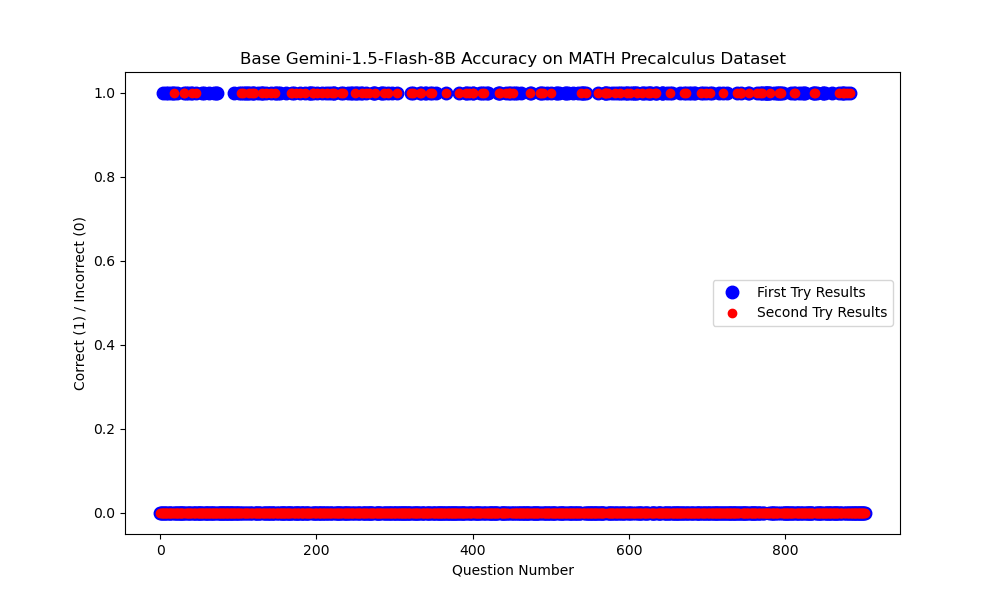 Base Gemini-1.5-Flash-8B Accuracy on MATH Precalculus Dataset
1.0
0.8
0.6
0.4
0.2
0.0
Correct (1) / Incorrect (0)
First Try Results
Second Try Results
0
200
400
600
800
Question Number